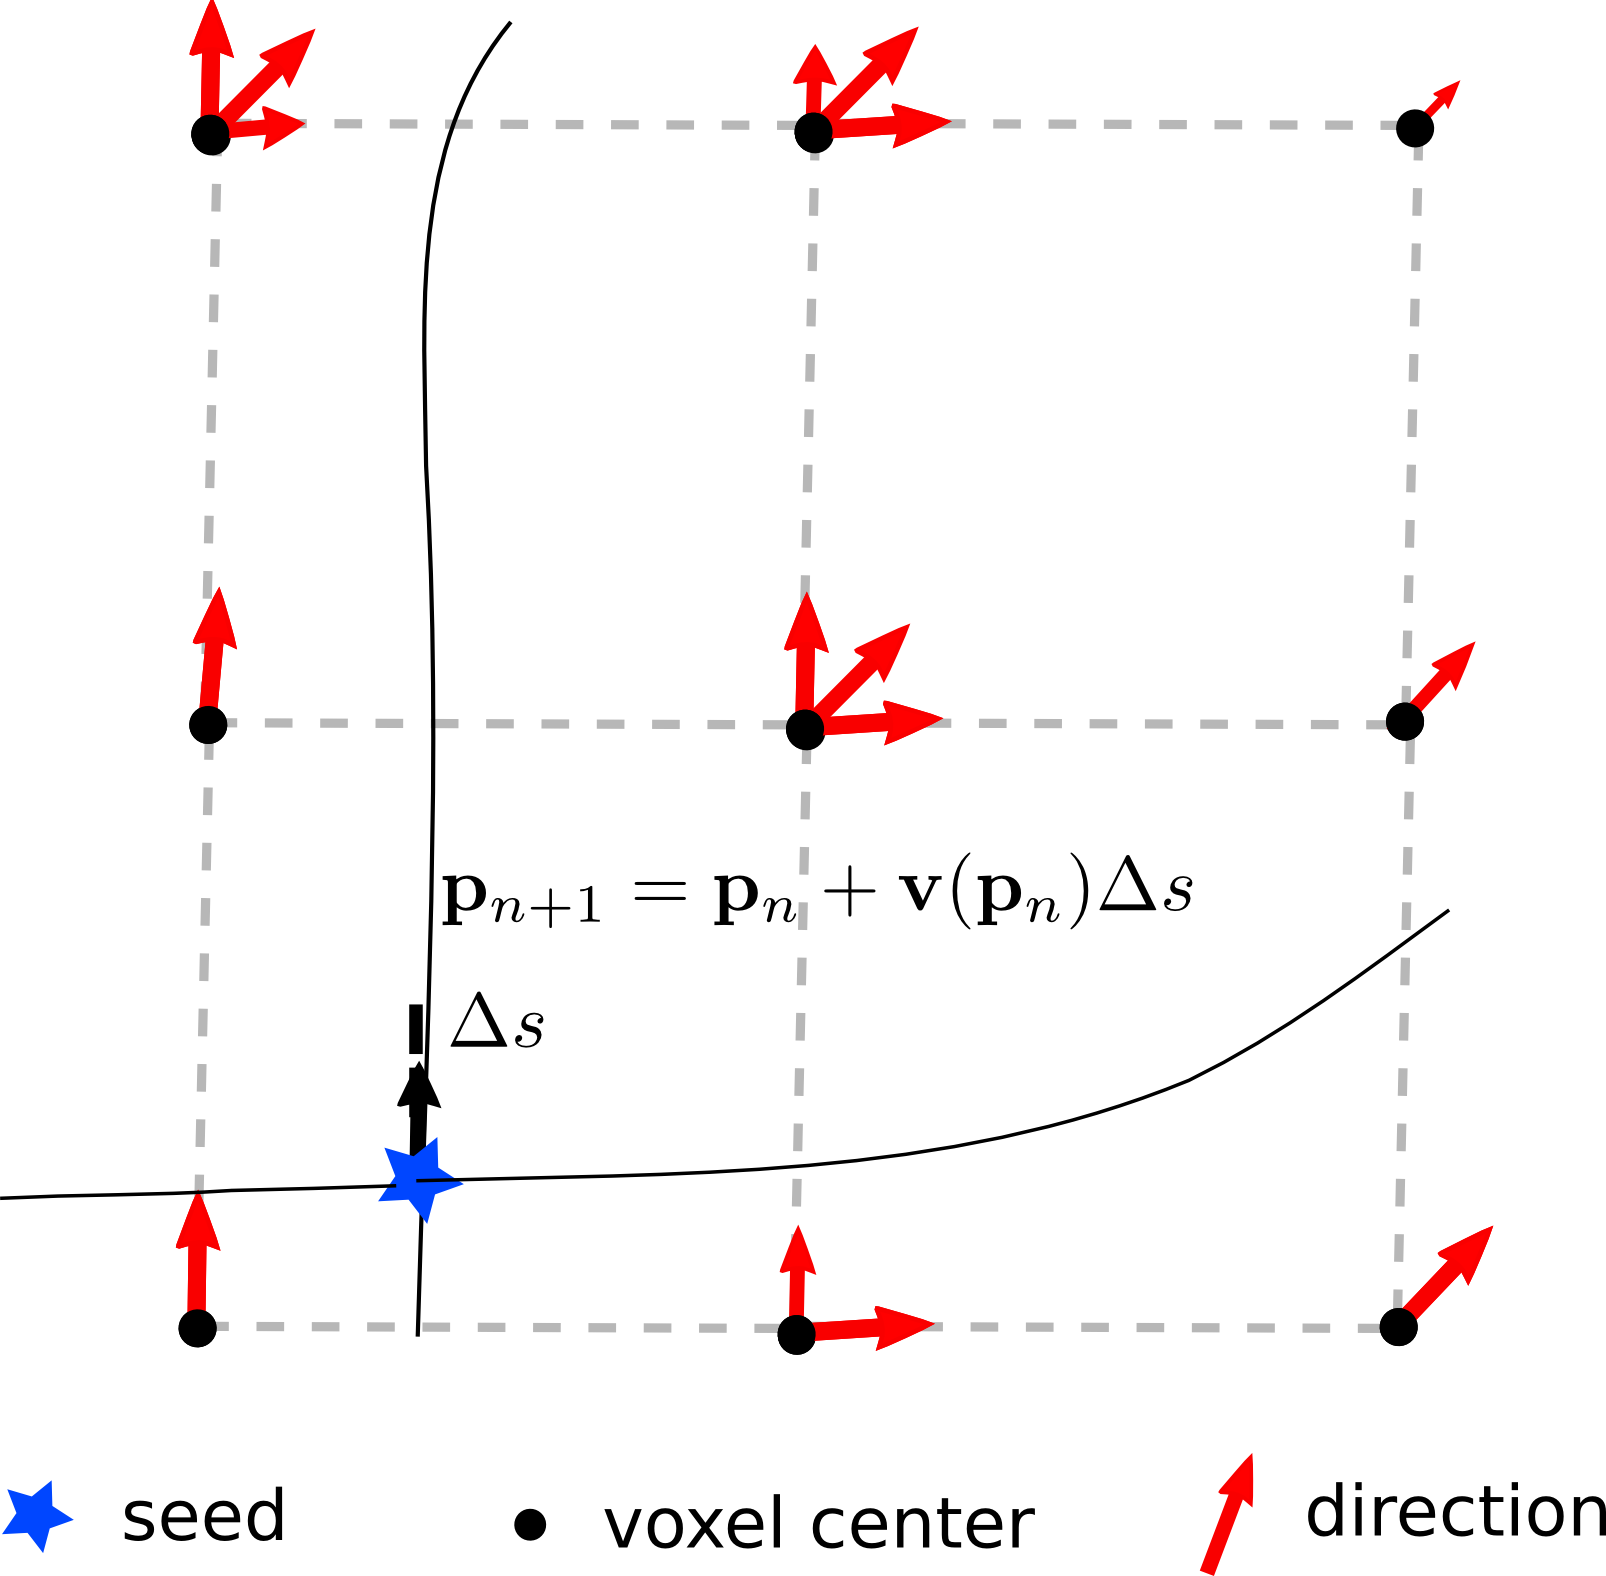 𝐩ₙ₊₁ = 𝐩ₙ + 𝐯(𝐩ₙ)Δs
Δs
seed voxel center direction